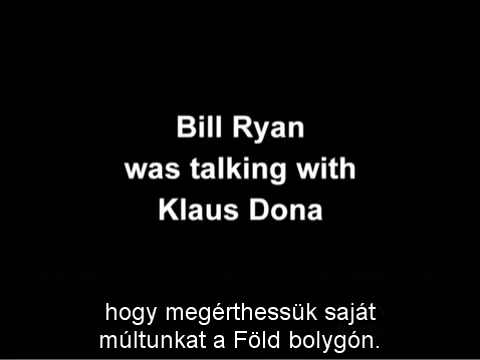 Bill Ryan
was talking with
Klaus Dona
hogy megérthessük saját
múltunkat a Föld bolygón.